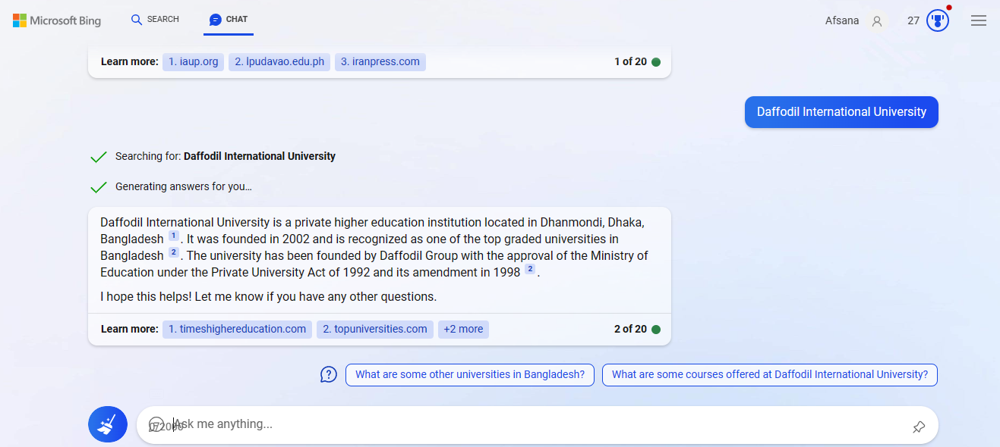 Microsoft Bing SEARCH CHAT Afsana 27
Learn more: 1. iaup.org 2. lpudavao.edu.ph 3. iranpress.com 1 of 20
Daffodil International University
Searching for: Daffodil International University
Generating answers for you...
Daffodil International University is a private higher education institution located in Dhanmondi, Dhaka,
Bangladesh 1 . It was founded in 2002 and is recognized as one of the top graded universities in
Bangladesh 2 . The university has been founded by Daffodil Group with the approval of the Ministry of
Education under the Private University Act of 1992 and its amendment in 1998 2 .
I hope this helps! Let me know if you have any other questions.
Learn more: 1. timeshighereducation.com 2. topuniversities.com +2 more 2 of 20
What are some other universities in Bangladesh? What are some courses offered at Daffodil International University?
0/2000 Ask me anything...